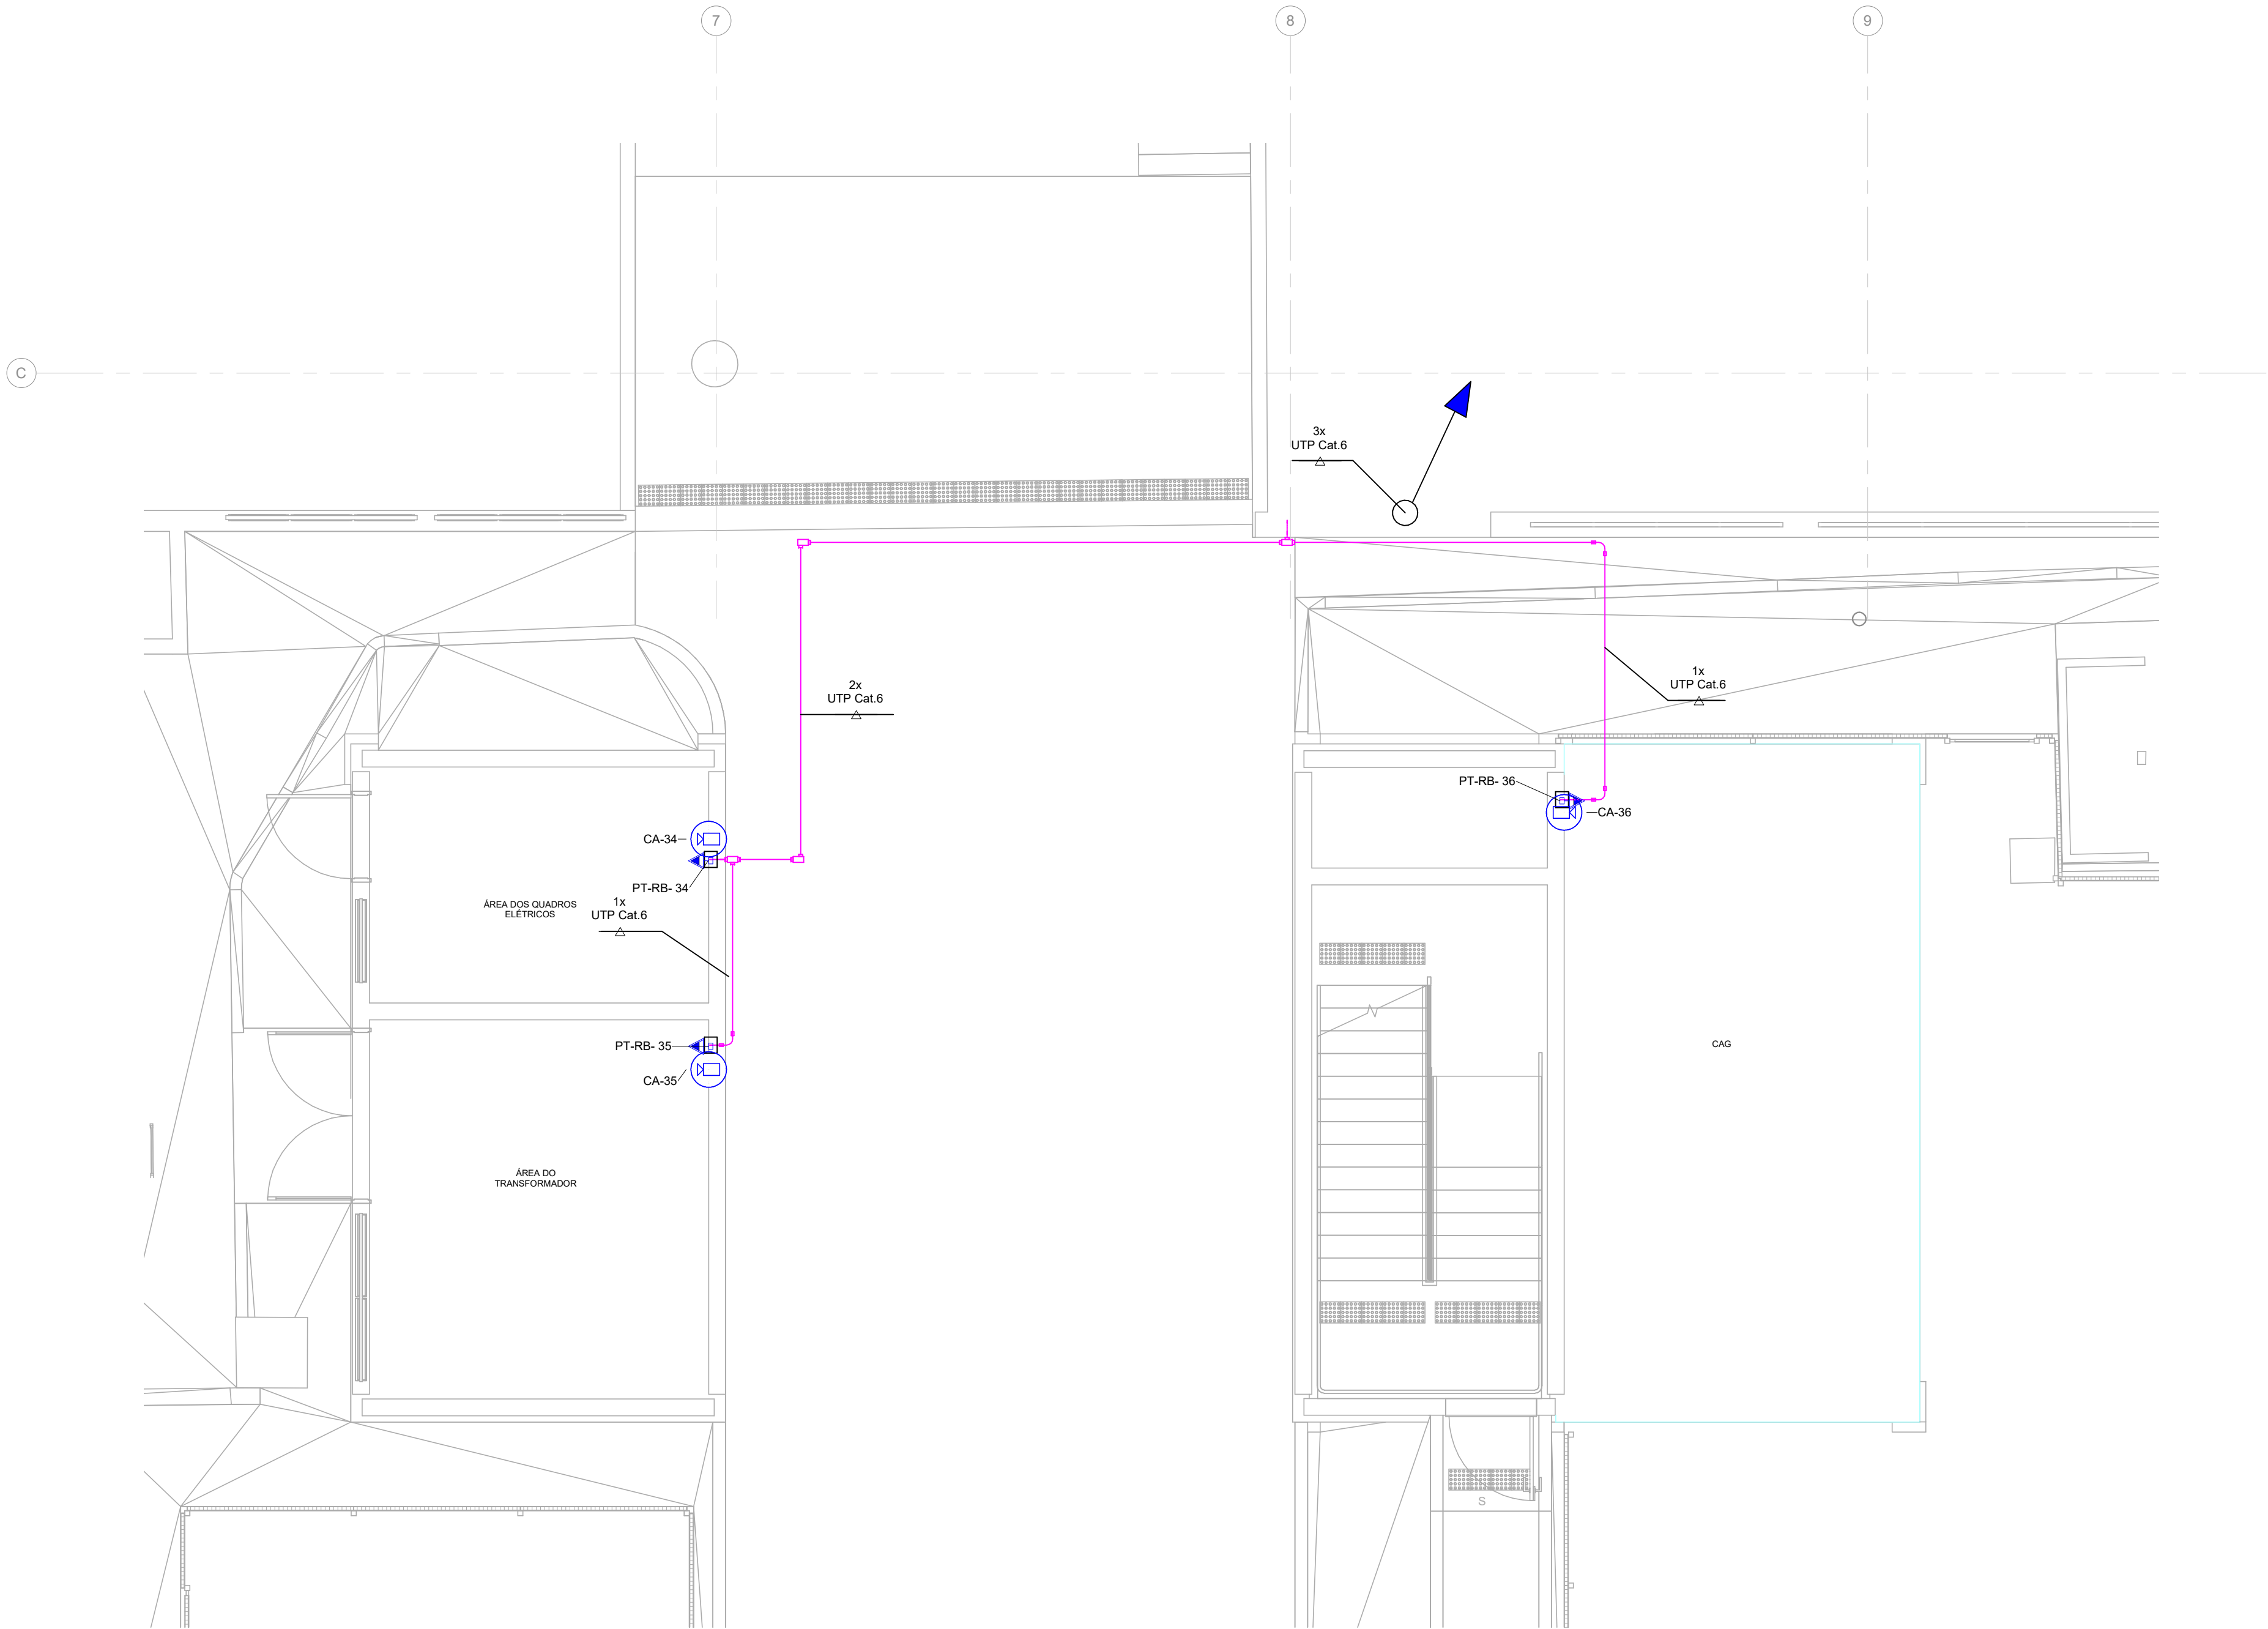 7
8
9
C
3x
UTP Cat.6
2x
UTP Cat.6
1x
UTP Cat.6
PT-RB- 36
CA-36
CA-34
PT-RB- 34
1x
UTP Cat.6
ÁREA DOS QUADROS
ELÉTRICOS
PT-RB- 35
CA-35
CAG
ÁREA DO
TRANSFORMADOR
S